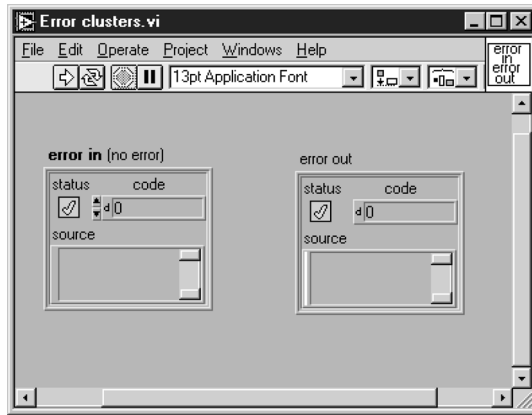 Error clusters.vi
File Edit Operate Project Windows Help
13pt Application Font
error
in
error
out
error in (no error)
status code
d 0
source
error out
status code
d 0
source